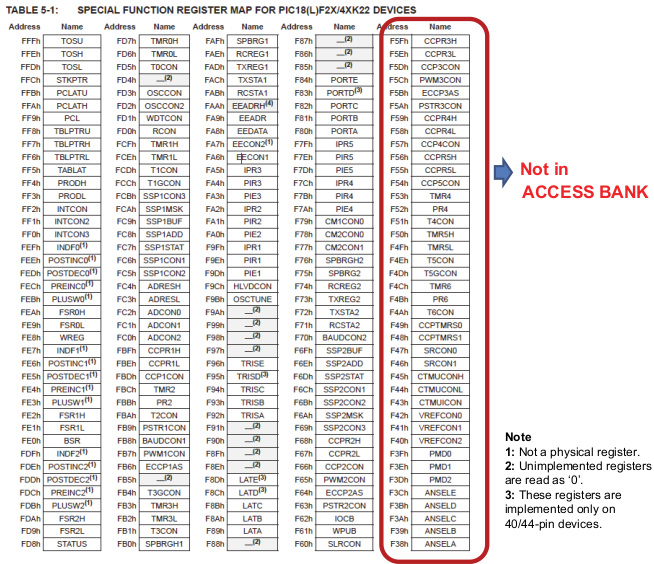 TABLE 5-1: SPECIAL FUNCTION REGISTER MAP FOR PIC18(L)F2X/4XK22 DEVICES
Address Name Address Name Address Name Address Name Address Name
FFFh TOSU FD7h TMR0H FAFh SPBRG1 F87h —(2) F5Fh CCPR3H
FFEh TOSH FD6h TMR0L FAEh RCREG1 F86h —(2) F5Eh CCPR3L
FFDh TOSL FD5h T0CON FADh TXREG1 F85h —(2) F5Dh CCP3CON
FFCh STKPTR FD4h —(2) FACh TXSTA1 F84h PORTE F5Ch PWM3CON
FFBh PCLATU FD3h OSCCON FABh RCSTA1 F83h PORTD(3) F5Bh ECCP3AS
FFAh PCLATH FD2h OSCCON2 FAAh EEADRH(4) F82h PORTC F5Ah PSTR3CON
FF9h PCL FD1h WDTCON FA9h EEADR F81h PORTB F59h CCPR4H
FF8h TBLPTRU FD0h RCON FA8h EEDATA F80h PORTA F58h CCPR4L
FF7h TBLPTRH FCFh TMR1H FA7h EECON2(1) F7Fh IPR5 F57h CCP4CON
FF6h TBLPTRL FCEh TMR1L FA6h EECON1 F7Eh PIR5 F56h CCPR5H
FF5h TABLAT FCDh T1CON FA5h IPR3 F7Dh PIE5 F55h CCPR5L
FF4h PRODH FCCh T1GCON FA4h PIR3 F7Ch IPR4 F54h CCP5CON
FF3h PRODL FCBh SSP1CON3 FA3h PIE3 F7Bh PIR4 F53h TMR4
FF2h INTCON FCAh SSP1MSK FA2h IPR2 F7Ah PIE4 F52h PR4
FF1h INTCON2 FC9h SSP1BUF FA1h PIR2 F79h CM1CON0 F51h T4CON
FF0h INTCON3 FC8h SSP1ADD FA0h PIE2 F78h CM2CON0 F50h TMR5H
FEFh INDF0(1) FC7h SSP1STAT F9Fh IPR1 F77h CM2CON1 F4Fh TMR5L
FEEh POSTINC0(1) FC6h SSP1CON1 F9Eh PIR1 F76h SPBRGH2 F4Eh T5CON
FEDh POSTDEC0(1) FC5h SSP1CON2 F9Dh PIE1 F75h SPBRG2 F4Dh T5GCON
FECh PREINC0(1) FC4h ADRESH F9Ch HLVDCON F74h RCREG2 F4Ch TMR6
FEBh PLUSW0(1) FC3h ADRESL F9Bh OSCTUNE F73h TXREG2 F4Bh PR6
FEAh FSR0H FC2h ADCON0 F9Ah —(2) F72h TXSTA2 F4Ah T6CON
FE9h FSR0L FC1h ADCON1 F99h —(2) F71h RCSTA2 F49h CCPTMRS0
FE8h WREG FC0h ADCON2 F98h —(2) F70h BAUDCON2 F48h CCPTMRS1
FE7h INDF1(1) FBFh CCPR1H F97h —(2) F6Fh SSP2BUF F47h SRCON0
FE6h POSTINC1(1) FBEh CCPR1L F96h TRISE F6Eh SSP2ADD F46h SRCON1
FE5h POSTDEC1(1) FBDh CCP1CON F95h TRISD(3) F6Dh SSP2STAT F45h CTMUCONH
FE4h PREINC1(1) FBCh TMR2 F94h TRISC F6Ch SSP2CON1 F44h CTMUCONL
FE3h PLUSW1(1) FBBh PR2 F93h TRISB F6Bh SSP2CON2 F43h CTMUICON
FE2h FSR1H FBAh T2CON F92h TRISA F6Ah SSP2MSK F42h VREFCON0
FE1h FSR1L FB9h PSTR1CON F91h —(2) F69h SSP2CON3 F41h VREFCON1
FE0h BSR FB8h BAUDCON1 F90h —(2) F68h CCPR2H F40h VREFCON2
FDFh INDF2(1) FB7h PWM1CON F8Fh —(2) F67h CCPR2L F3Fh PMD0
FDEh POSTINC2(1) FB6h ECCP1AS F8Eh —(2) F66h CCP2CON F3Eh PMD1
FDDh POSTDEC2(1) FB5h —(2) F8Dh LATE(3) F65h PWM2CON F3Dh PMD2
FDCh PREINC2(1) FB4h T3GCON F8Ch LATD(3) F64h ECCP2AS F3Ch ANSELE
FDBh PLUSW2(1) FB3h TMR3H F8Bh LATC F63h PSTR2CON F3Bh ANSELD
FDAh FSR2H FB2h TMR3L F8Ah LATB F62h IOCB F3Ah ANSELC
FD9h FSR2L FB1h T3CON F89h LATA F61h WPUB F39h ANSELB
FD8h STATUS FB0h SPBRGH1 F88h —(2) F60h SLRCON F38h ANSELA
Not in
ACCESS BANK
Note
1: Not a physical register.
2: Unimplemented registers
are read as ‘0’.
3: These registers are
implemented only on
40/44-pin devices.